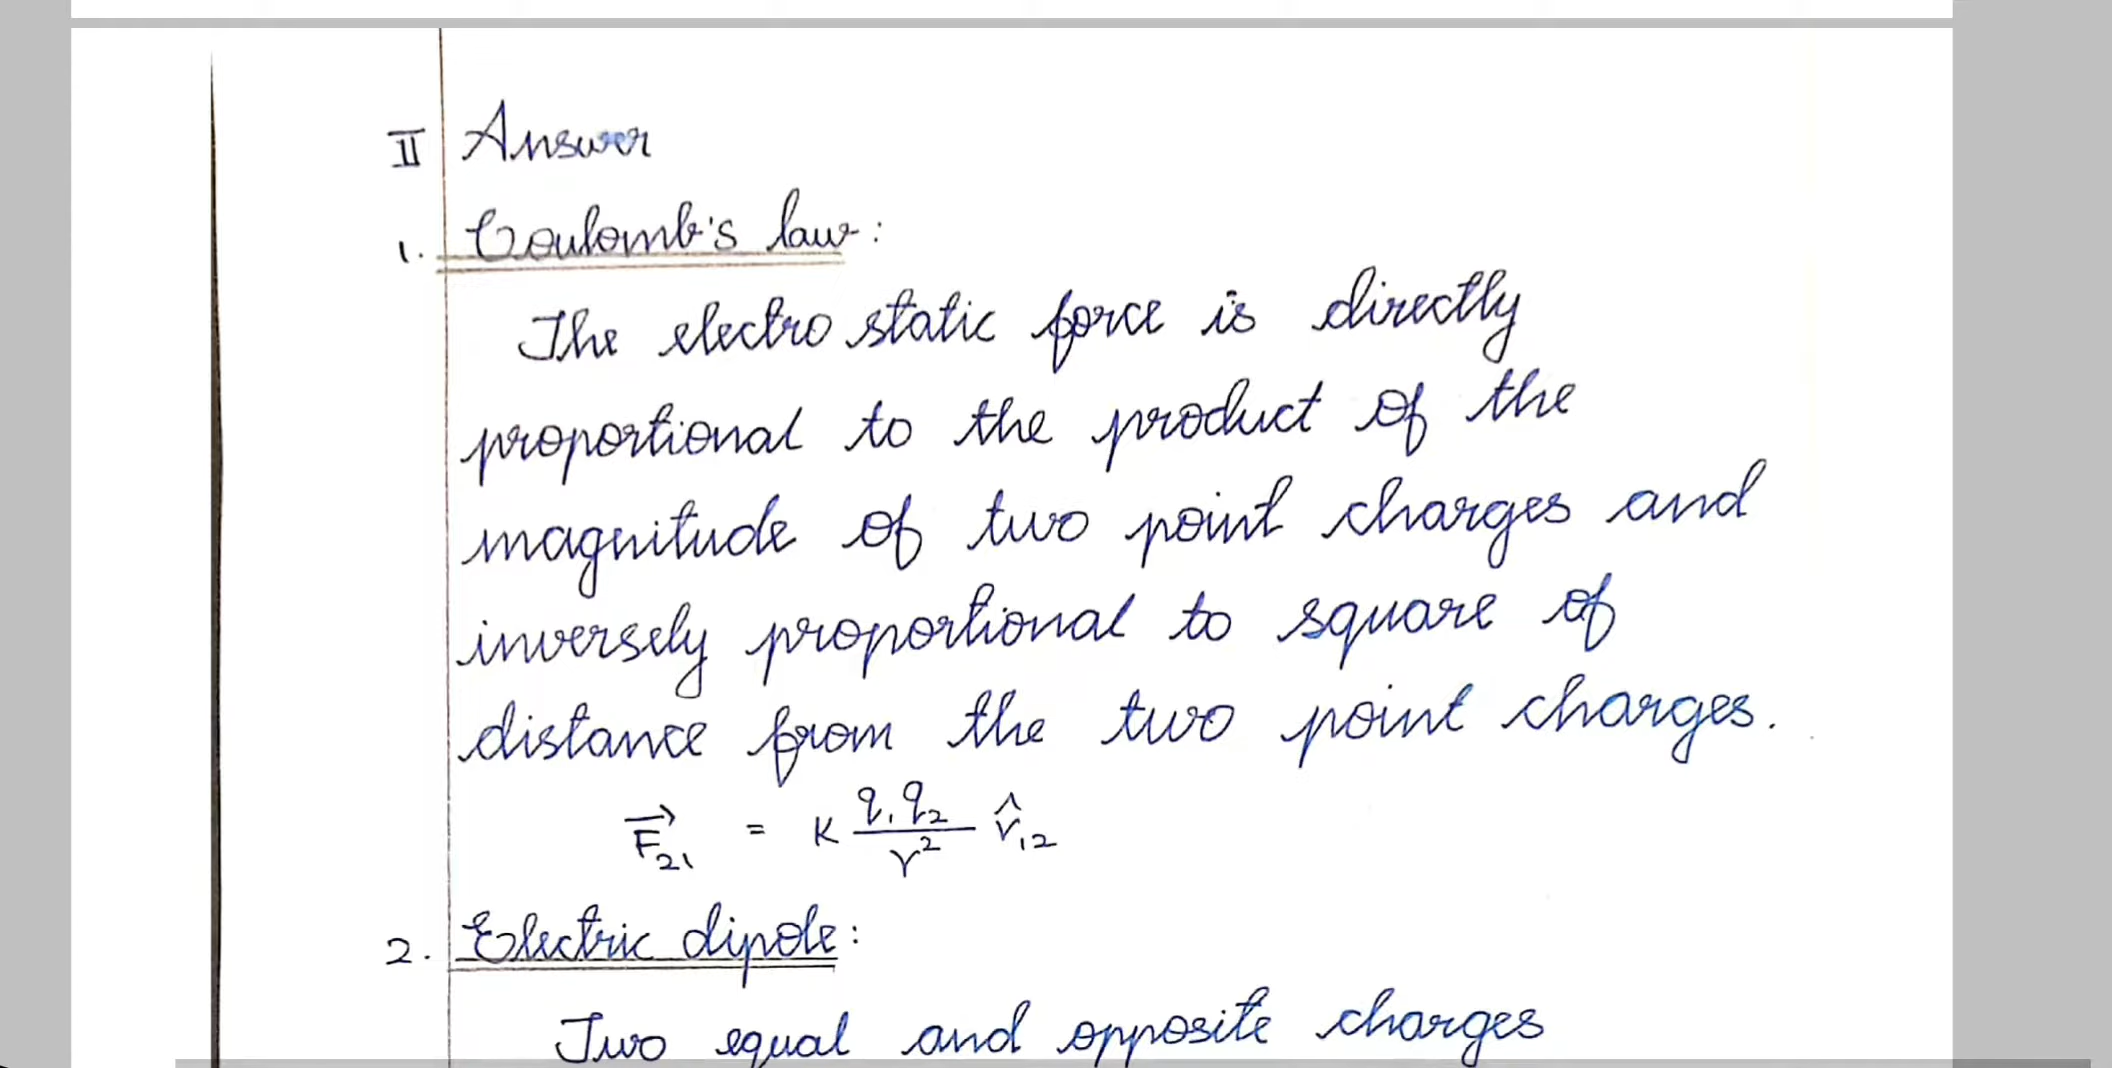 II Answer
1. Coulomb's law:
The electro static force is directly
proportional to the product of the
magnitude of two point charges and
inversely proportional to square of
distance from the two point charges.
F⃗₂₁ = K q₁q₂/r² r̂₁₂
2. Electric dipole:
Two equal and opposite charges